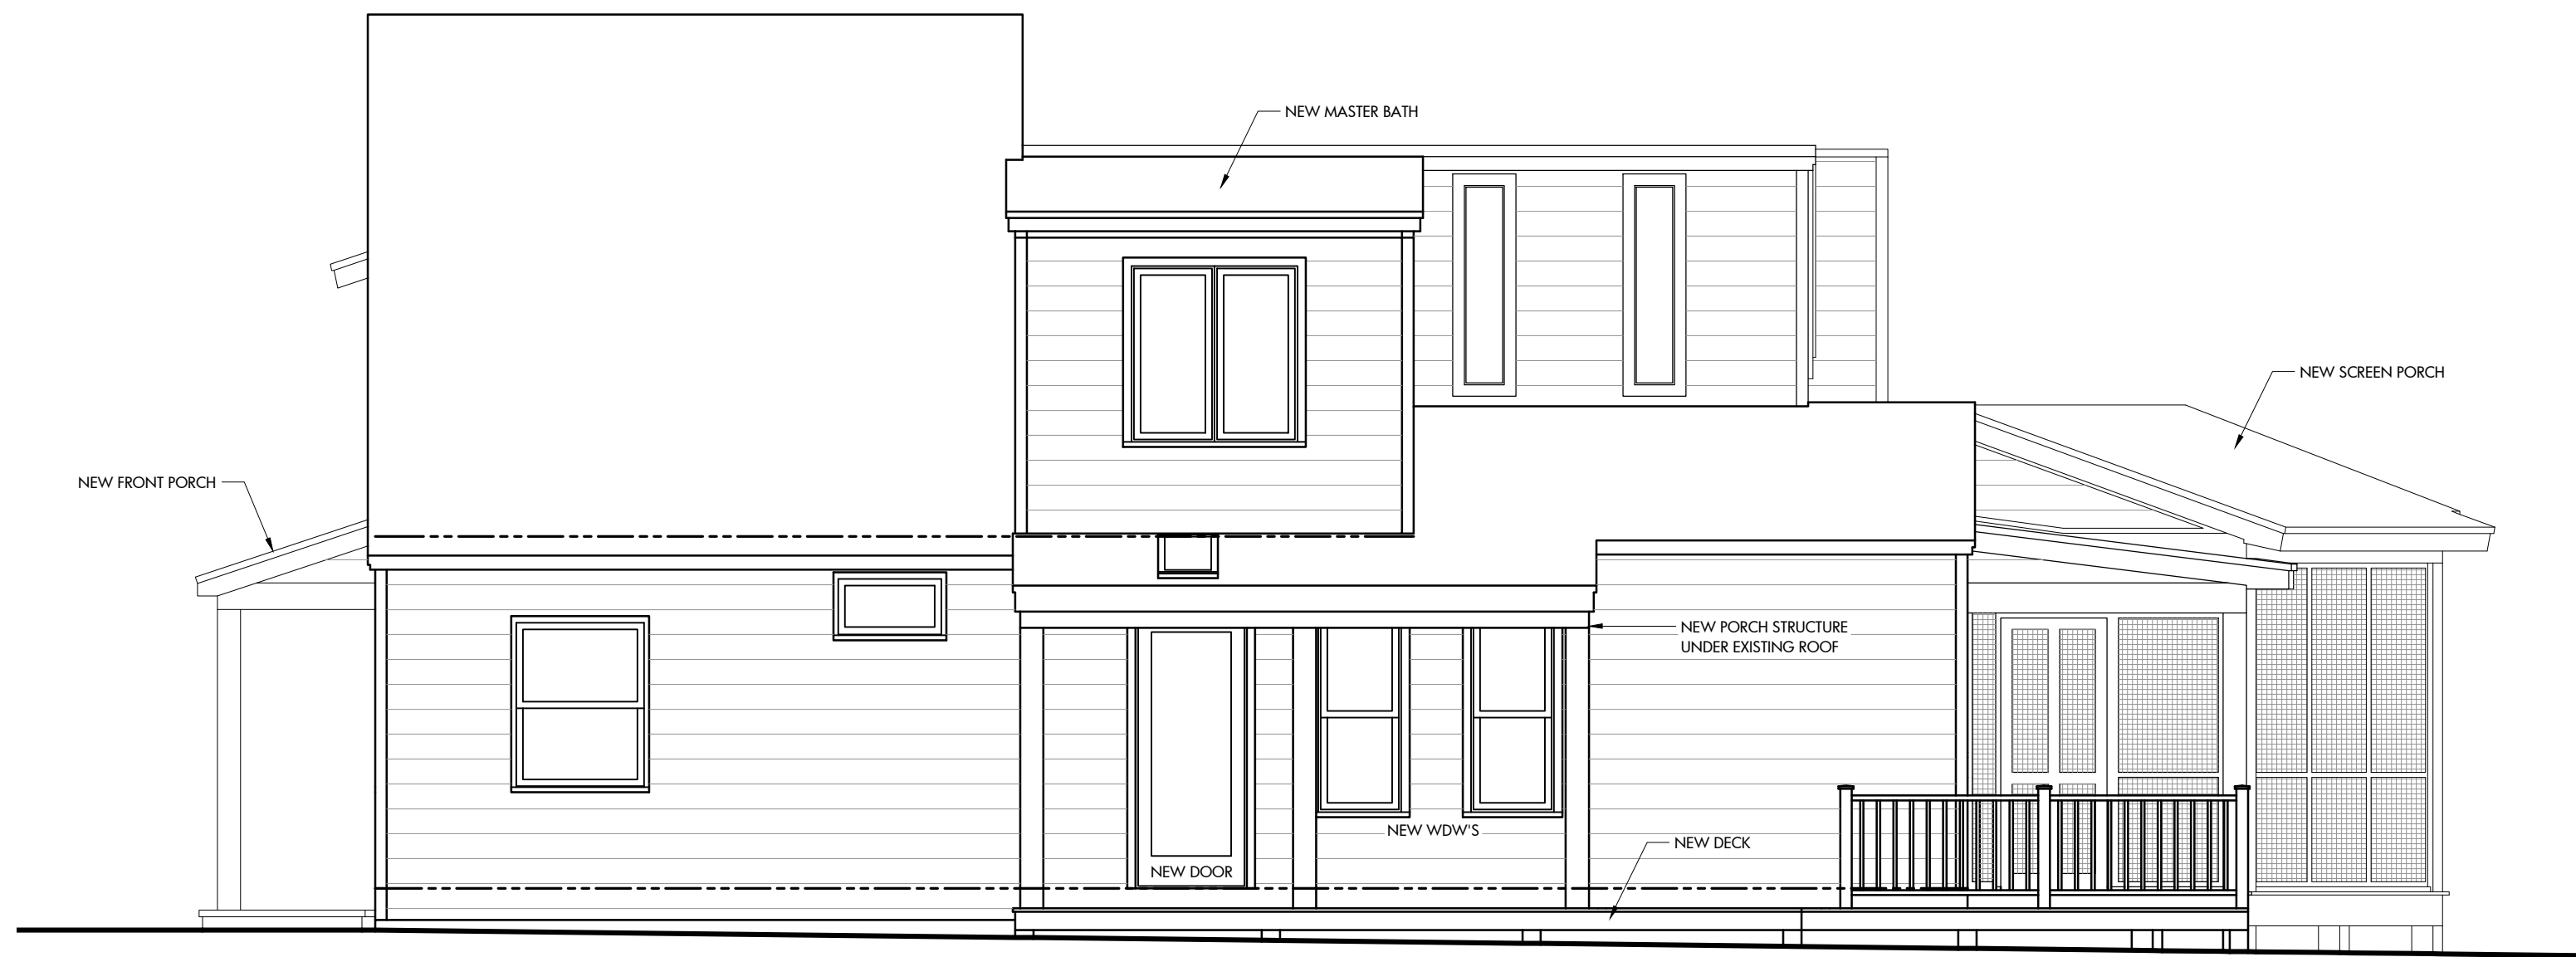 NEW MASTER BATH
NEW SCREEN PORCH
NEW FRONT PORCH
NEW PORCH STRUCTURE
UNDER EXISTING ROOF
NEW WDW'S
NEW DECK
NEW DOOR